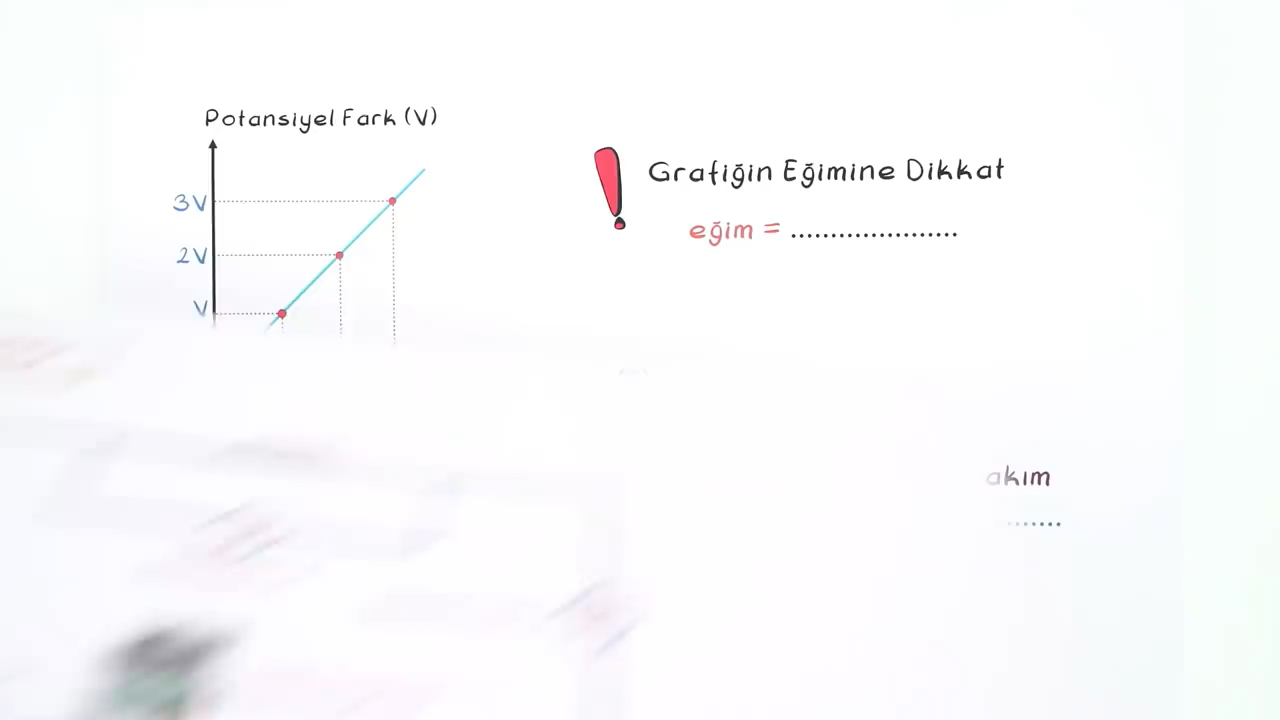 Potansiyel Fark (V)
3V
2V
V
Grafiğin Eğimine Dikkat
eğim = .....................
akım
.......